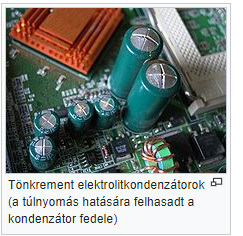 Tönkrement elektrolitkondenzátorok
(a túlnyomás hatására felhasadt a
kondenzátor fedele)